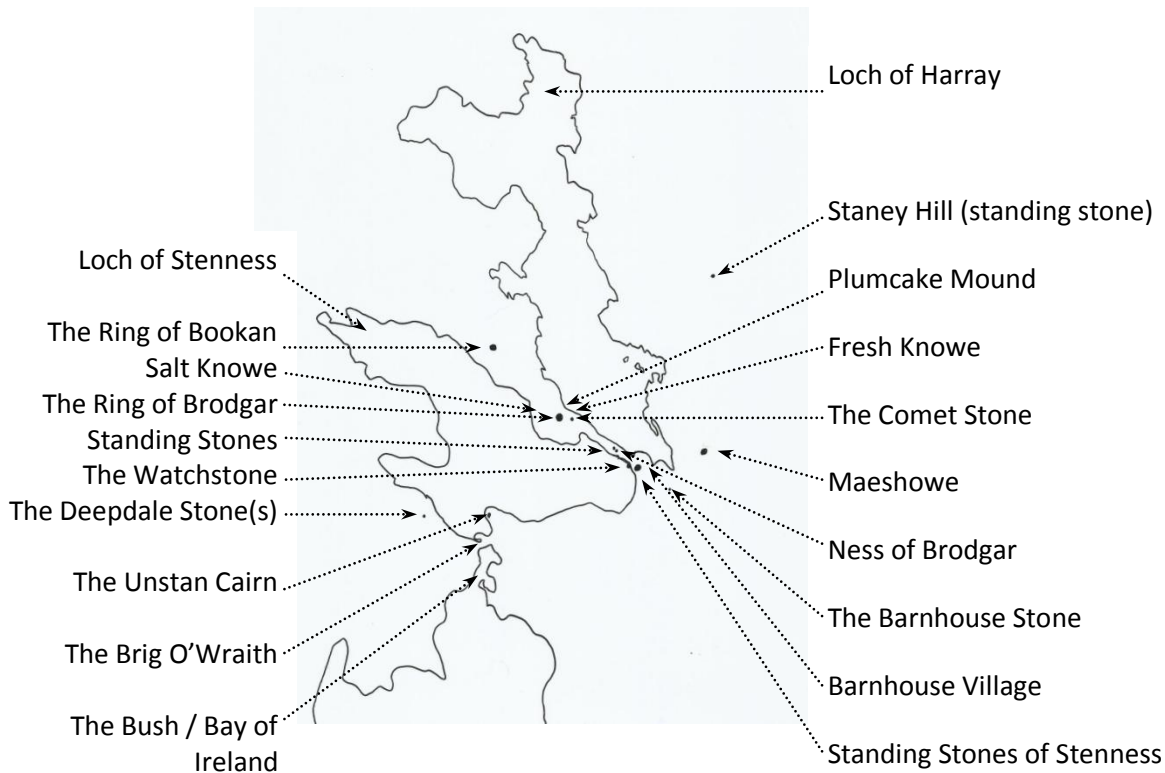 Loch of Harray
Staney Hill (standing stone)
Loch of Stenness
Plumcake Mound
The Ring of Bookan
Fresh Knowe
Salt Knowe
The Ring of Brodgar
The Comet Stone
Standing Stones
The Watchstone
Maeshowe
The Deepdale Stone(s)
Ness of Brodgar
The Unstan Cairn
The Barnhouse Stone
The Brig O’Wraith
Barnhouse Village
The Bush / Bay of
Ireland
Standing Stones of Stenness